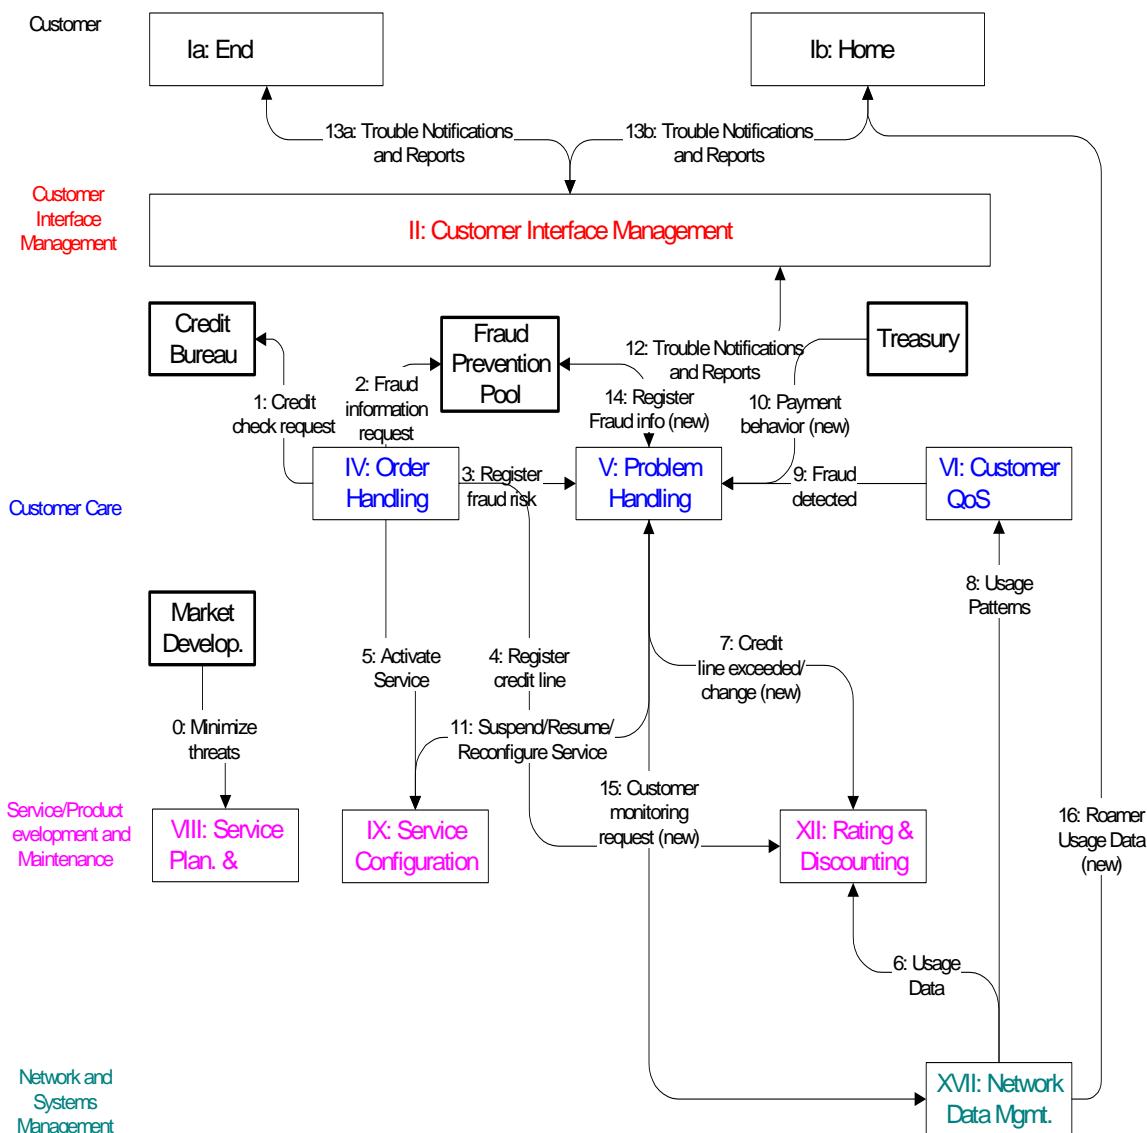 Customer
Ia: End
Ib: Home
13a: Trouble Notifications
and Reports
13b: Trouble Notifications
and Reports
Customer
Interface
Management
II: Customer Interface Management
Credit
Bureau
Fraud
Prevention
Pool
Treasury
12: Trouble Notifications
and Reports
1: Credit
check request
2: Fraud
information
request
14: Register
Fraud info (new)
10: Payment
behavior (new)
Customer Care
IV: Order
Handling
3: Register
fraud risk
V: Problem
Handling
9: Fraud
detected
VI: Customer
QoS
8: Usage
Patterns
Market
Develop.
5: Activate
Service
4: Register
credit line
7: Credit
line exceeded/
change (new)
0: Minimize
threats
11: Suspend/Resume/
Reconfigure Service
15: Customer
monitoring
request (new)
16: Roamer
Usage Data
(new)
Service/Product
evelopment and
Maintenance
VIII: Service
Plan. &
IX: Service
Configuration
XII: Rating &
Discounting
6: Usage
Data
Network and
Systems
Management
XVII: Network
Data Mgmt.